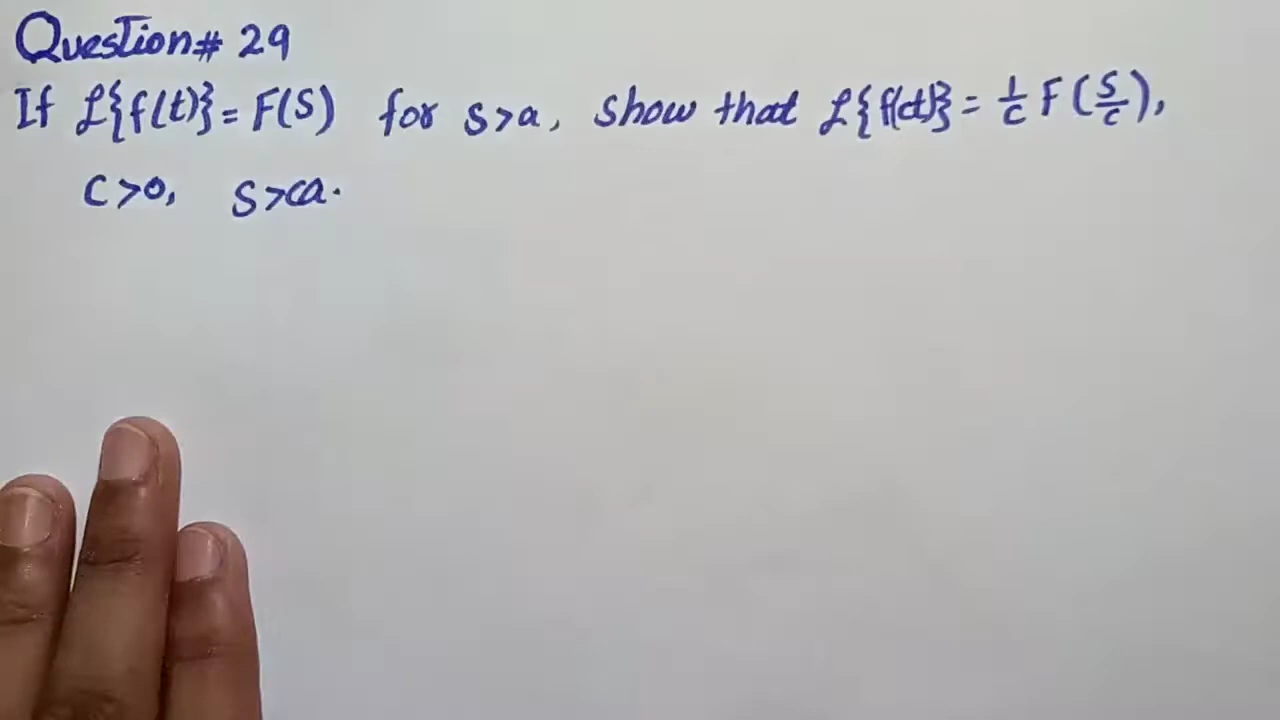 Question# 29
If ℒ{f(t)} = F(S) for s>a, show that ℒ{f(ct)} = 1/c F(s/c),
c>0, s>ca.